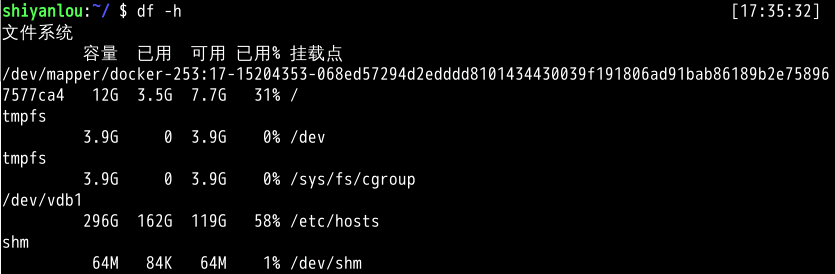 shiyanlou:~/ $ df -h [17:35:32]
文件系统
容量 已用 可用 已用% 挂载点
/dev/mapper/docker-253:17-15204353-068ed57294d2edddd8101434430039f191806ad91bab86189b2e75896
7577ca4 12G 3.5G 7.7G 31% /
tmpfs
3.9G 0 3.9G 0% /dev
tmpfs
3.9G 0 3.9G 0% /sys/fs/cgroup
/dev/vdb1
296G 162G 119G 58% /etc/hosts
shm
64M 84K 64M 1% /dev/shm